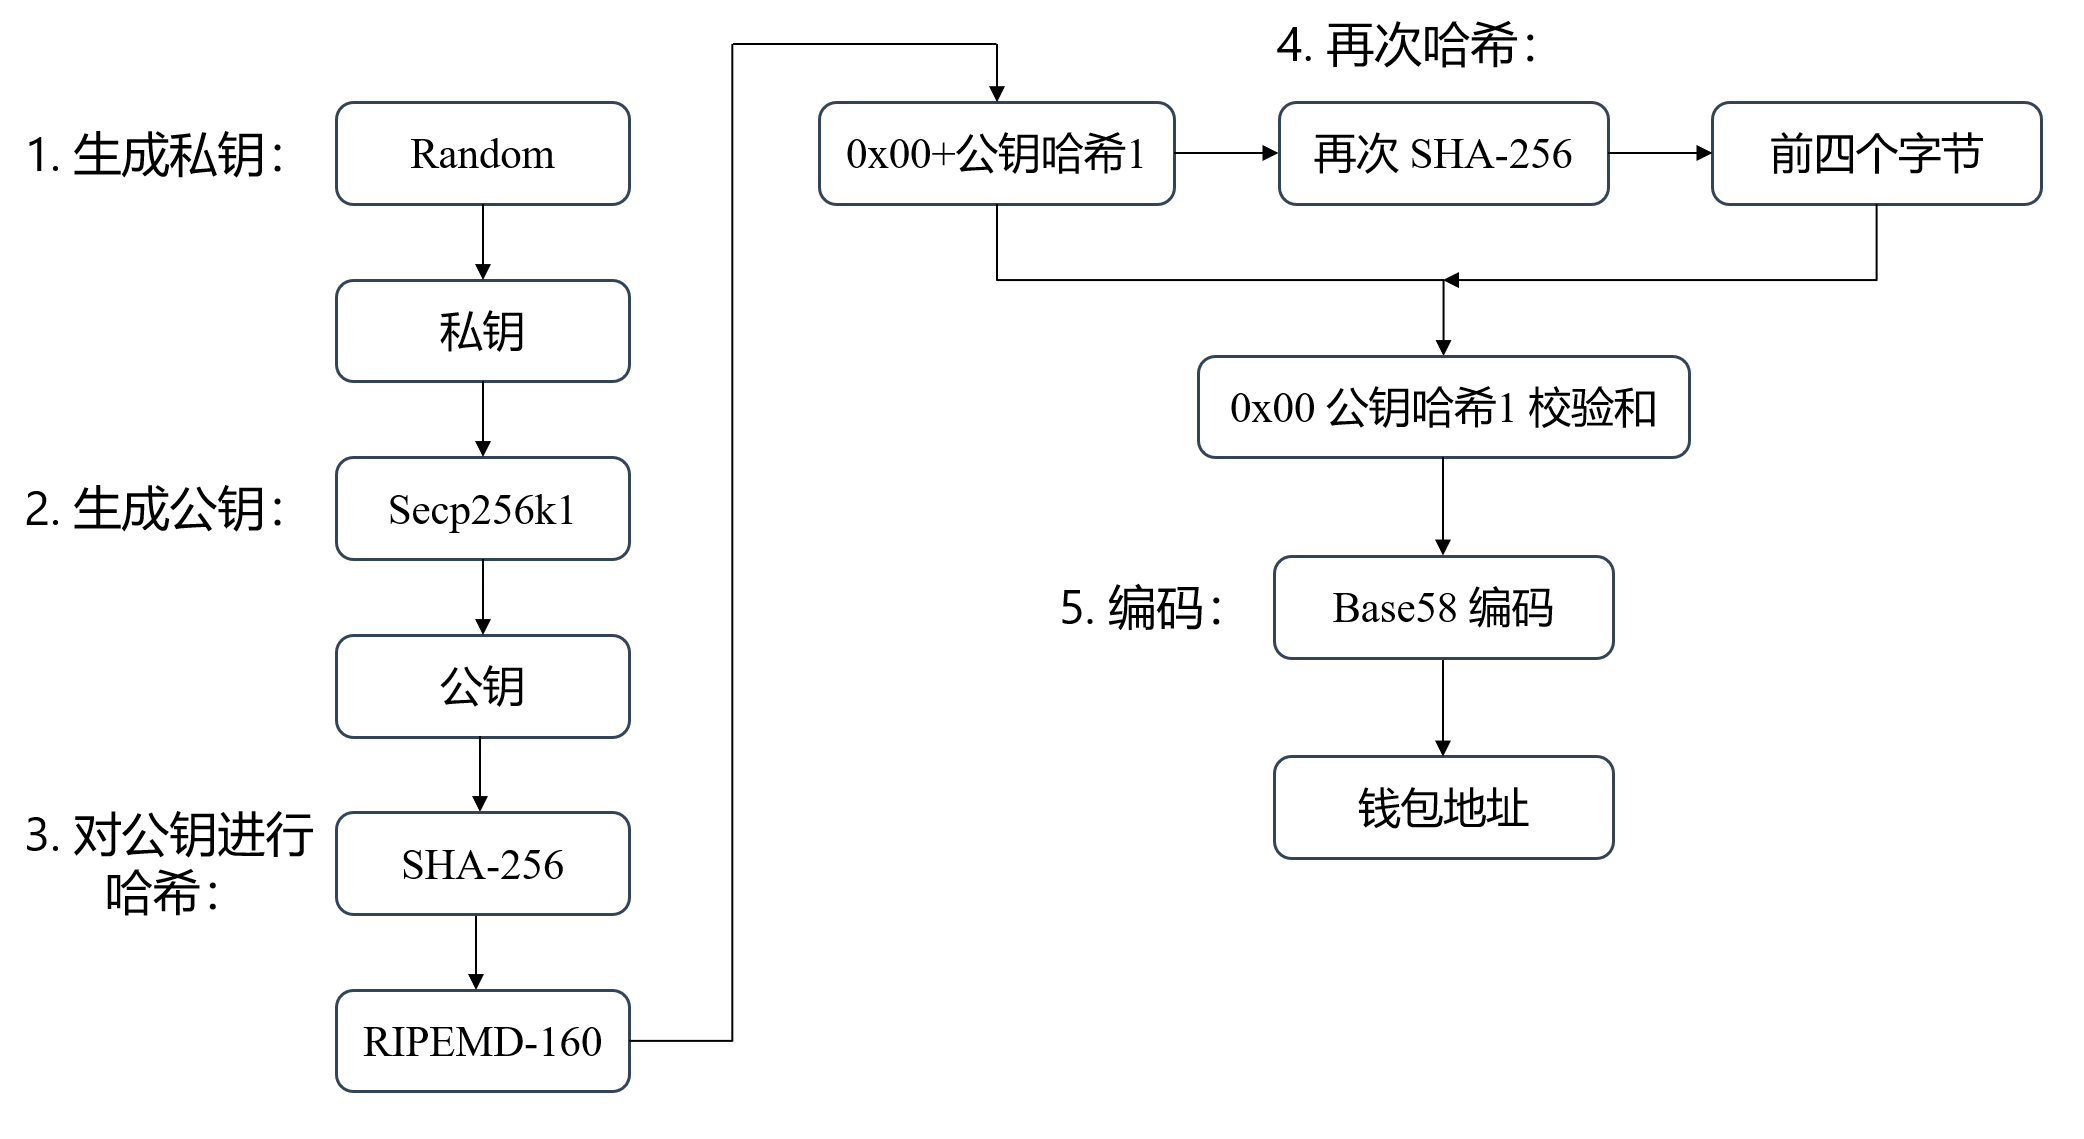 1. 生成私钥：
Random
私钥
2. 生成公钥：
Secp256k1
公钥
3. 对公钥进行
哈希：
SHA-256
RIPEMD-160
4. 再次哈希：
0x00+公钥哈希1
再次 SHA-256
前四个字节
0x00 公钥哈希1 校验和
5. 编码：
Base58 编码
钱包地址